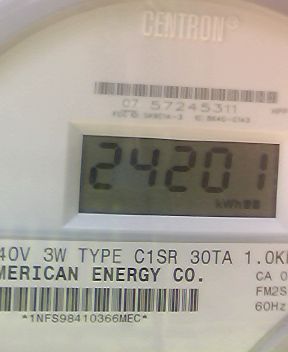 CENTRON®
07 57245311
24201
kWh
40V 3W TYPE C1SR 30TA 1.0K
MERICAN ENERGY CO.
CA 0
FM2S
60Hz
*1NFS98410366MEC*